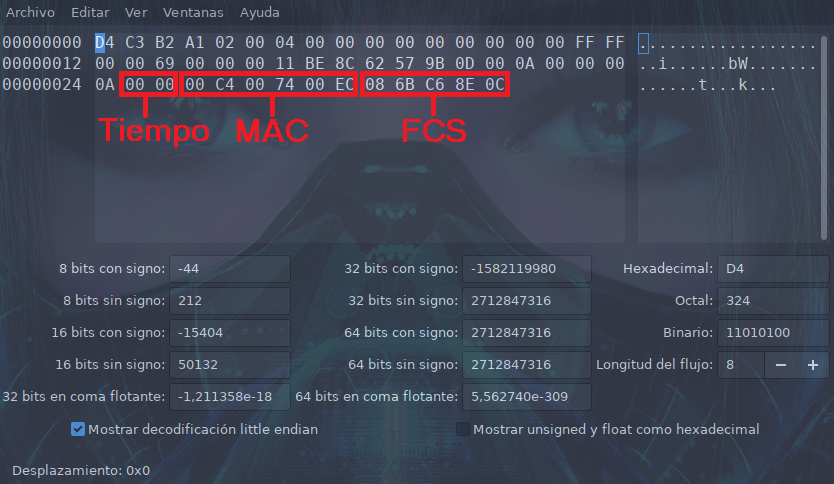 Archivo Editar Ver Ventanas Ayuda
00000000 D4 C3 B2 A1 02 00 04 00 00 00 00 00 00 00 00 00 FF FF ..................
00000012 00 00 69 00 00 00 11 BE 8C 62 57 9B 0D 00 0A 00 00 00 ..i......bW.......
00000024 0A 00 00 00 C4 00 74 00 EC 08 6B C6 8E 0C ......t...k...
Tiempo MAC FCS
8 bits con signo: -44 32 bits con signo: -1582119980 Hexadecimal: D4
8 bits sin signo: 212 32 bits sin signo: 2712847316 Octal: 324
16 bits con signo: -15404 64 bits con signo: 2712847316 Binario: 11010100
16 bits sin signo: 50132 64 bits sin signo: 2712847316 Longitud del flujo: 8 − +
32 bits en coma flotante: -1,211358e-18 64 bits en coma flotante: 5,562740e-309
Mostrar decodificación little endian Mostrar unsigned y float como hexadecimal
Desplazamiento: 0x0